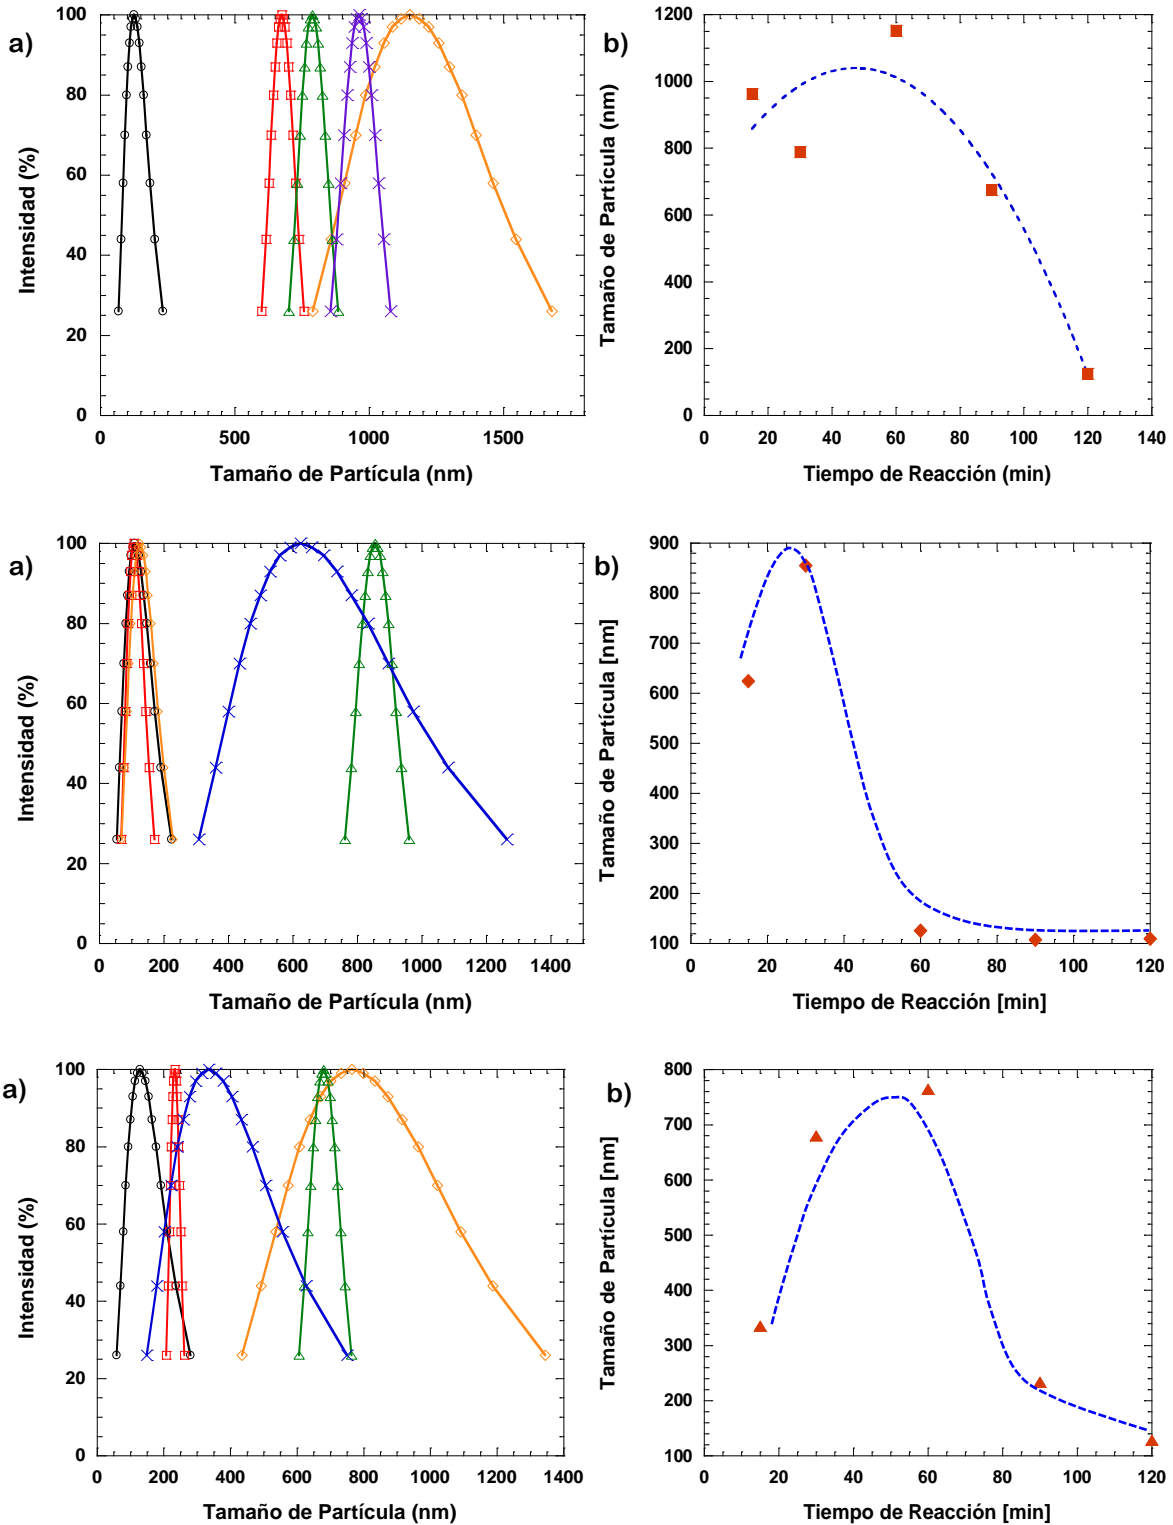 a)
100
80
60
40
20
0
Intensidad (%)
0 500 1000 1500
Tamaño de Partícula (nm)
b)
1200
1000
800
600
400
200
0
Tamaño de Partícula (nm)
0 20 40 60 80 100 120 140
Tiempo de Reacción (min)
a)
100
80
60
40
20
0
Intensidad (%)
0 200 400 600 800 1000 1200 1400
Tamaño de Partícula (nm)
b)
900
800
700
600
500
400
300
200
100
Tamaño de Partícula [nm]
0 20 40 60 80 100 120
Tiempo de Reacción [min]
a)
100
80
60
40
20
0
Intensidad (%)
0 200 400 600 800 1000 1200 1400
Tamaño de Partícula (nm)
b)
800
700
600
500
400
300
200
100
Tamaño de Partícula [nm]
0 20 40 60 80 100 120
Tiempo de Reacción [min]